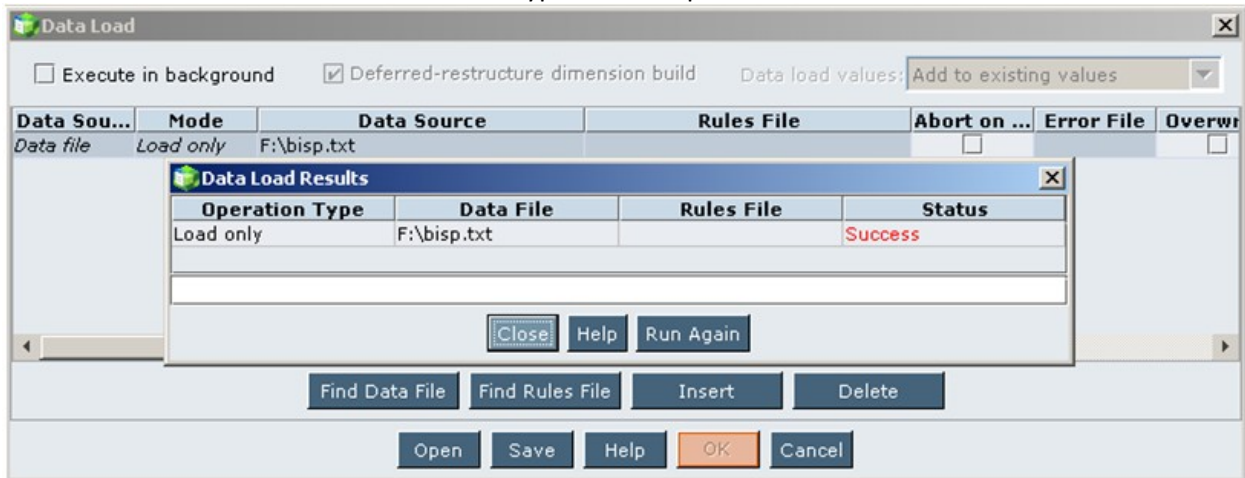 Data Load
Execute in background Deferred-restructure dimension build Data load values: Add to existing values
Data Sou... Mode Data Source Rules File Abort on ... Error File Overwr
Data file Load only F:\bisp.txt
Data Load Results
Operation Type Data File Rules File Status
Load only F:\bisp.txt Success
Close Help Run Again
Find Data File Find Rules File Insert Delete
Open Save Help OK Cancel